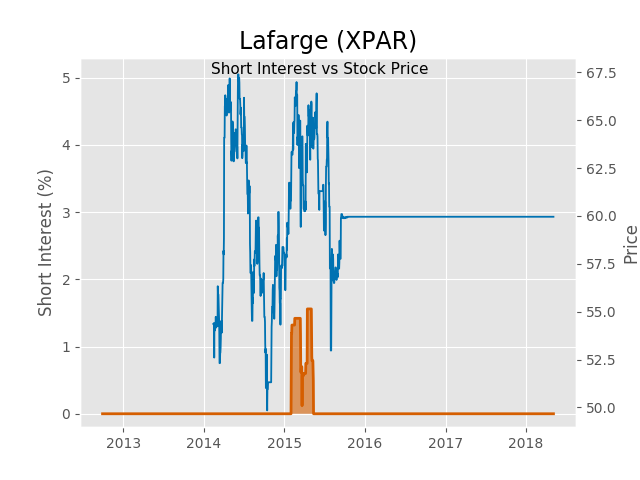 Lafarge (XPAR)
Short Interest vs Stock Price
Short Interest (%)
5
4
3
2
1
0
67.5
65.0
62.5
60.0
57.5
55.0
52.5
50.0
Price
2013 2014 2015 2016 2017 2018